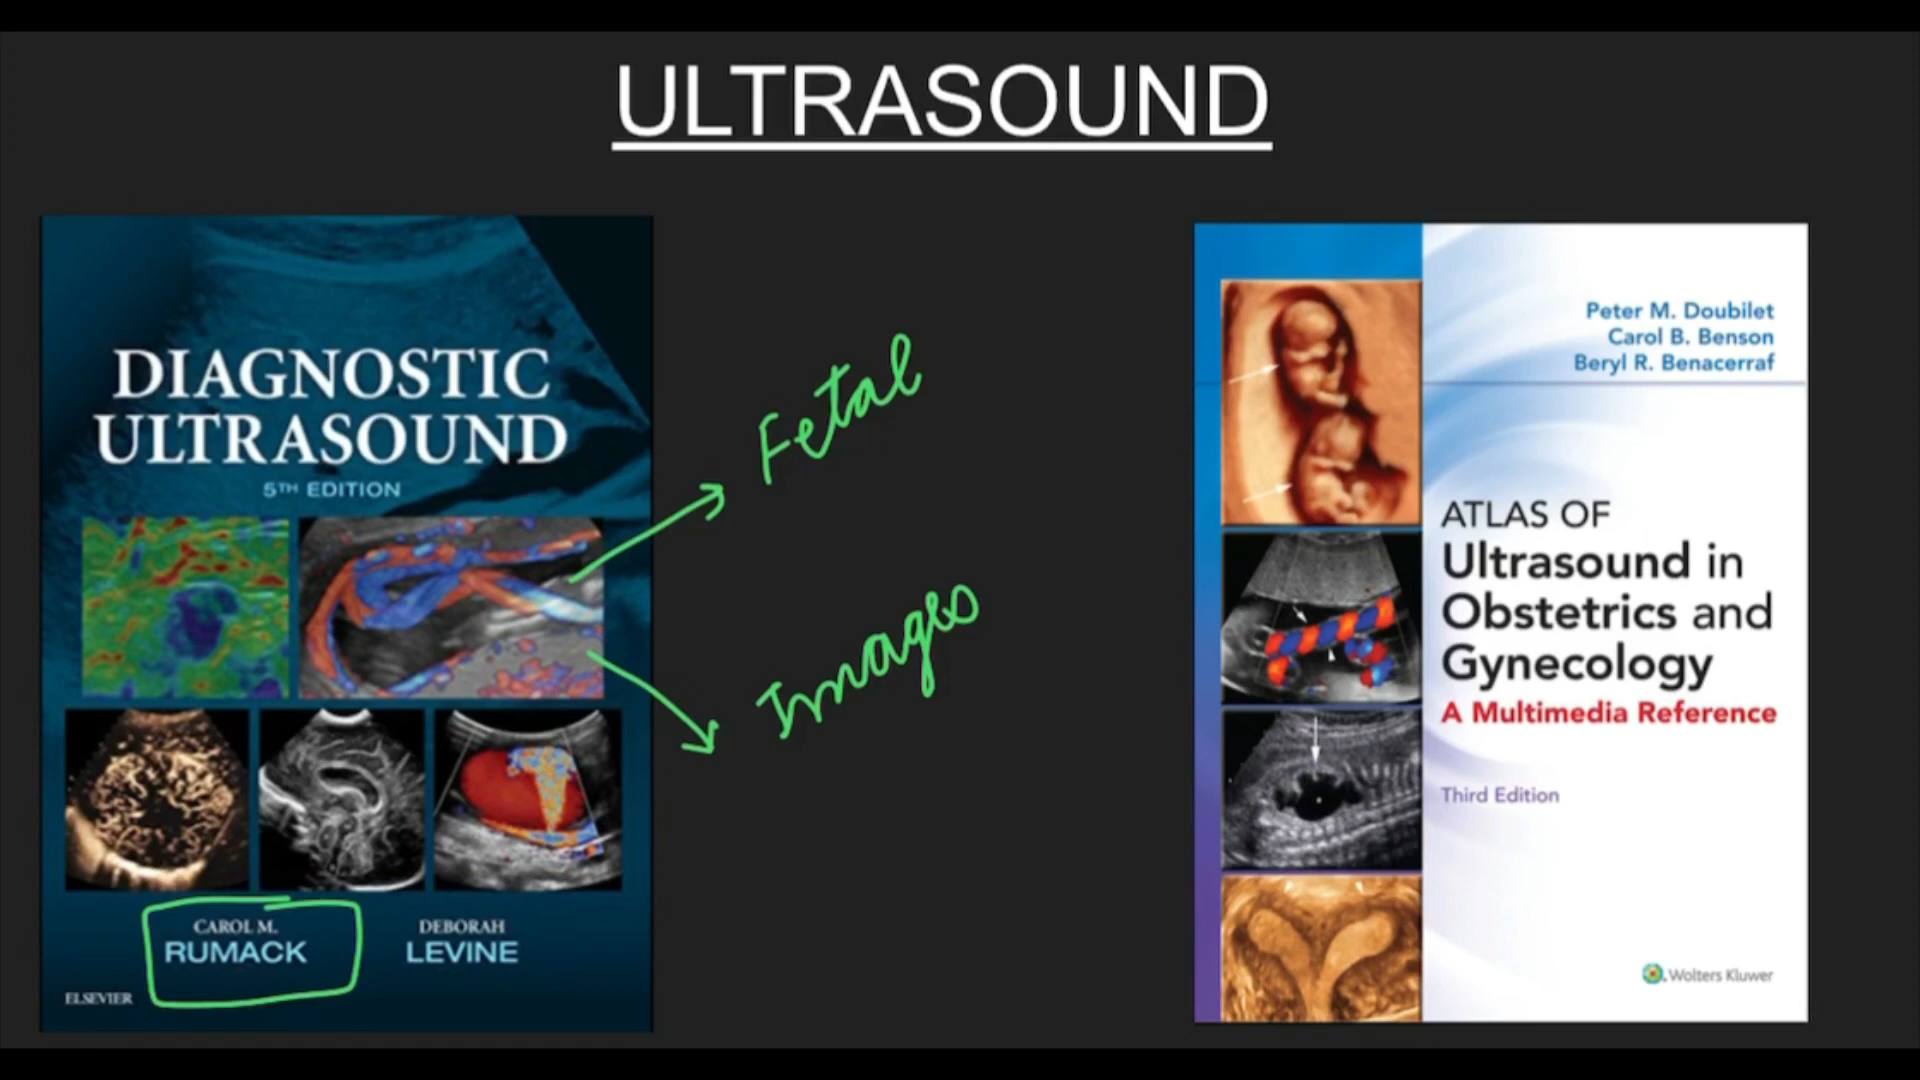 ULTRASOUND
DIAGNOSTIC
ULTRASOUND
5TH EDITION
CAROL M.
RUMACK
DEBORAH
LEVINE
ELSEVIER
Fetal
Images
Peter M. Doubilet
Carol B. Benson
Beryl R. Benacerraf
ATLAS OF
Ultrasound in
Obstetrics and
Gynecology
A Multimedia Reference
Third Edition
Wolters Kluwer